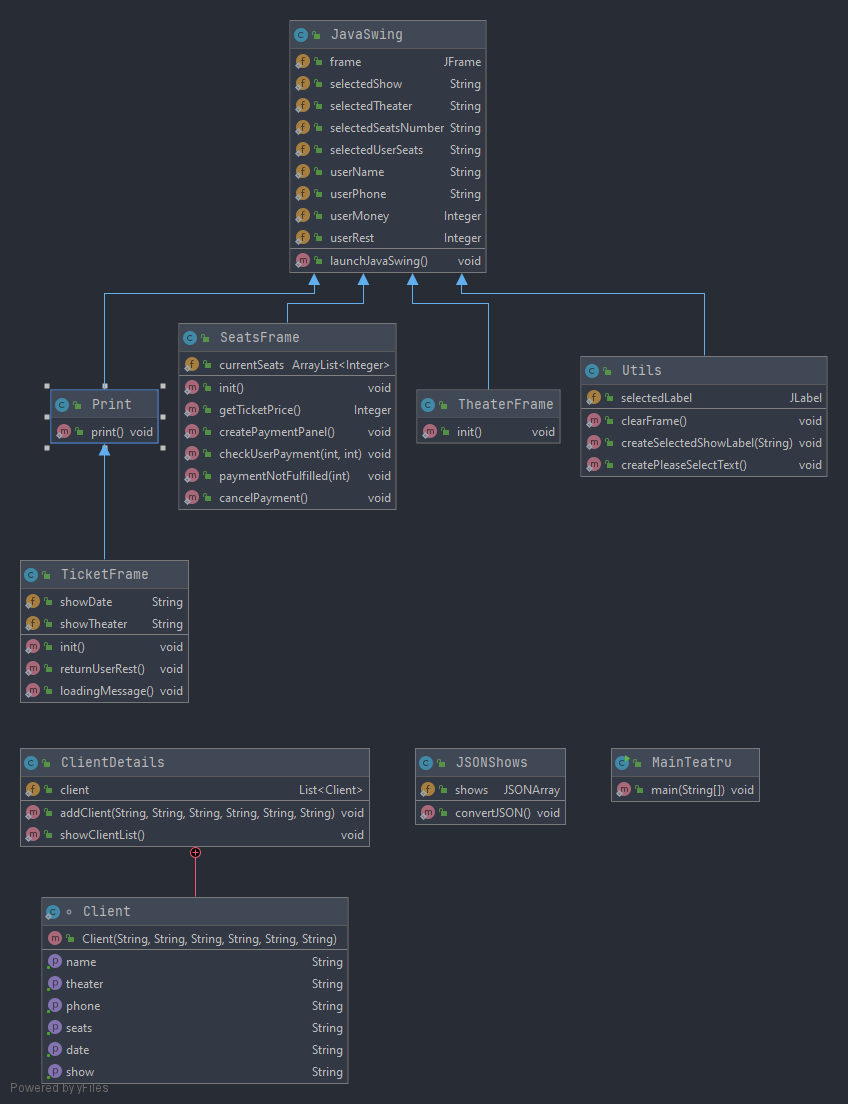 JavaSwing
frame JFrame
selectedShow String
selectedTheater String
selectedSeatsNumber String
selectedUserSeats String
userName String
userPhone String
userMoney Integer
userRest Integer
launchJavaSwing() void
Print
print() void
SeatsFrame
currentSeats ArrayList<Integer>
init() void
getTicketPrice() Integer
createPaymentPanel() void
checkUserPayment(int, int) void
paymentNotFulfilled(int) void
cancelPayment() void
TheaterFrame
init() void
Utils
selectedLabel JLabel
clearFrame() void
createSelectedShowLabel(String) void
createPleaseSelectText() void
TicketFrame
showDate String
showTheater String
init() void
returnUserRest() void
loadingMessage() void
ClientDetails
client List<Client>
addClient(String, String, String, String, String, String) void
showClientList() void
JSONShows
shows JSONArray
convertJSON() void
MainTeatru
main(String[]) void
Client
Client(String, String, String, String, String, String)
name String
theater String
phone String
seats String
date String
show String
Powered by yFiles